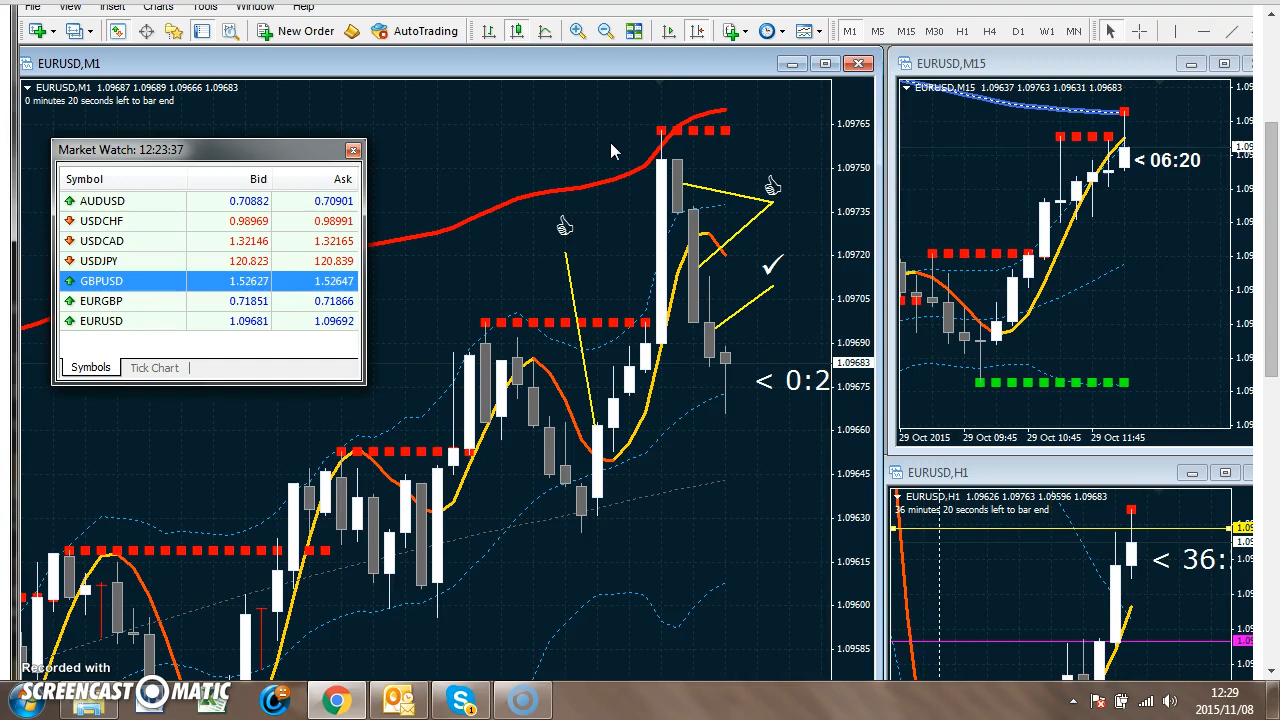 View Insert Charts Tools Window Help
New Order AutoTrading M1 M5 M15 M30 H1 H4 D1 W1 MN
EURUSD,M1
EURUSD,M1 1.09687 1.09689 1.09666 1.09683
0 minutes 20 seconds left to bar end
Market Watch: 12:23:37
Symbol Bid Ask
AUDUSD 0.70882 0.70901
USDCHF 0.98969 0.98991
USDCAD 1.32146 1.32165
USDJPY 120.823 120.839
GBPUSD 1.52627 1.52647
EURGBP 0.71851 0.71866
EURUSD 1.09681 1.09692
Symbols Tick Chart
< 0:2
1.09765
1.09750
1.09735
1.09720
1.09705
1.09690
1.09683
1.09675
1.09660
1.09645
1.09630
1.09615
1.09600
1.09585
EURUSD,M15
EURUSD,M15 1.09637 1.09763 1.09631 1.09683
< 06:20
29 Oct 2015 29 Oct 09:45 29 Oct 10:45 29 Oct 11:45
EURUSD,H1
EURUSD,H1 1.09626 1.09763 1.09596 1.09683
36 minutes 20 seconds left to bar end
< 36:
Recorded with
SCREENCAST MATIC
12:29
2015/11/08